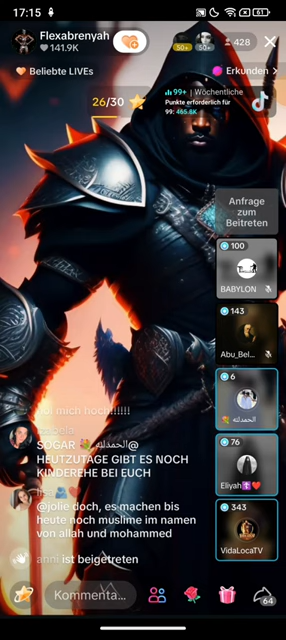 17:15
61
Flexabrenyah
141.9K
50+ 50+
428
Beliebte LIVEs
Erkunden >
26/30
99+ | Wöchentliche
Punkte erforderlich für
99: 465.6K
Anfrage
zum
Beitreten
100
BABYLON
143
Abu_Bel...
6
الحمدلله
76
Eliyah✝️❤️
343
VidaLocaTV
mich hoch!!!!!!
SOGAR 💐الحمدلله@
HEUTZUTAGE GIBT ES NOCH
KINDEREHE BEI EUCH
@jolie doch, es machen bis
heute noch muslime im namen
von allah und mohammed
anni ist beigetreten
Kommenta...
64